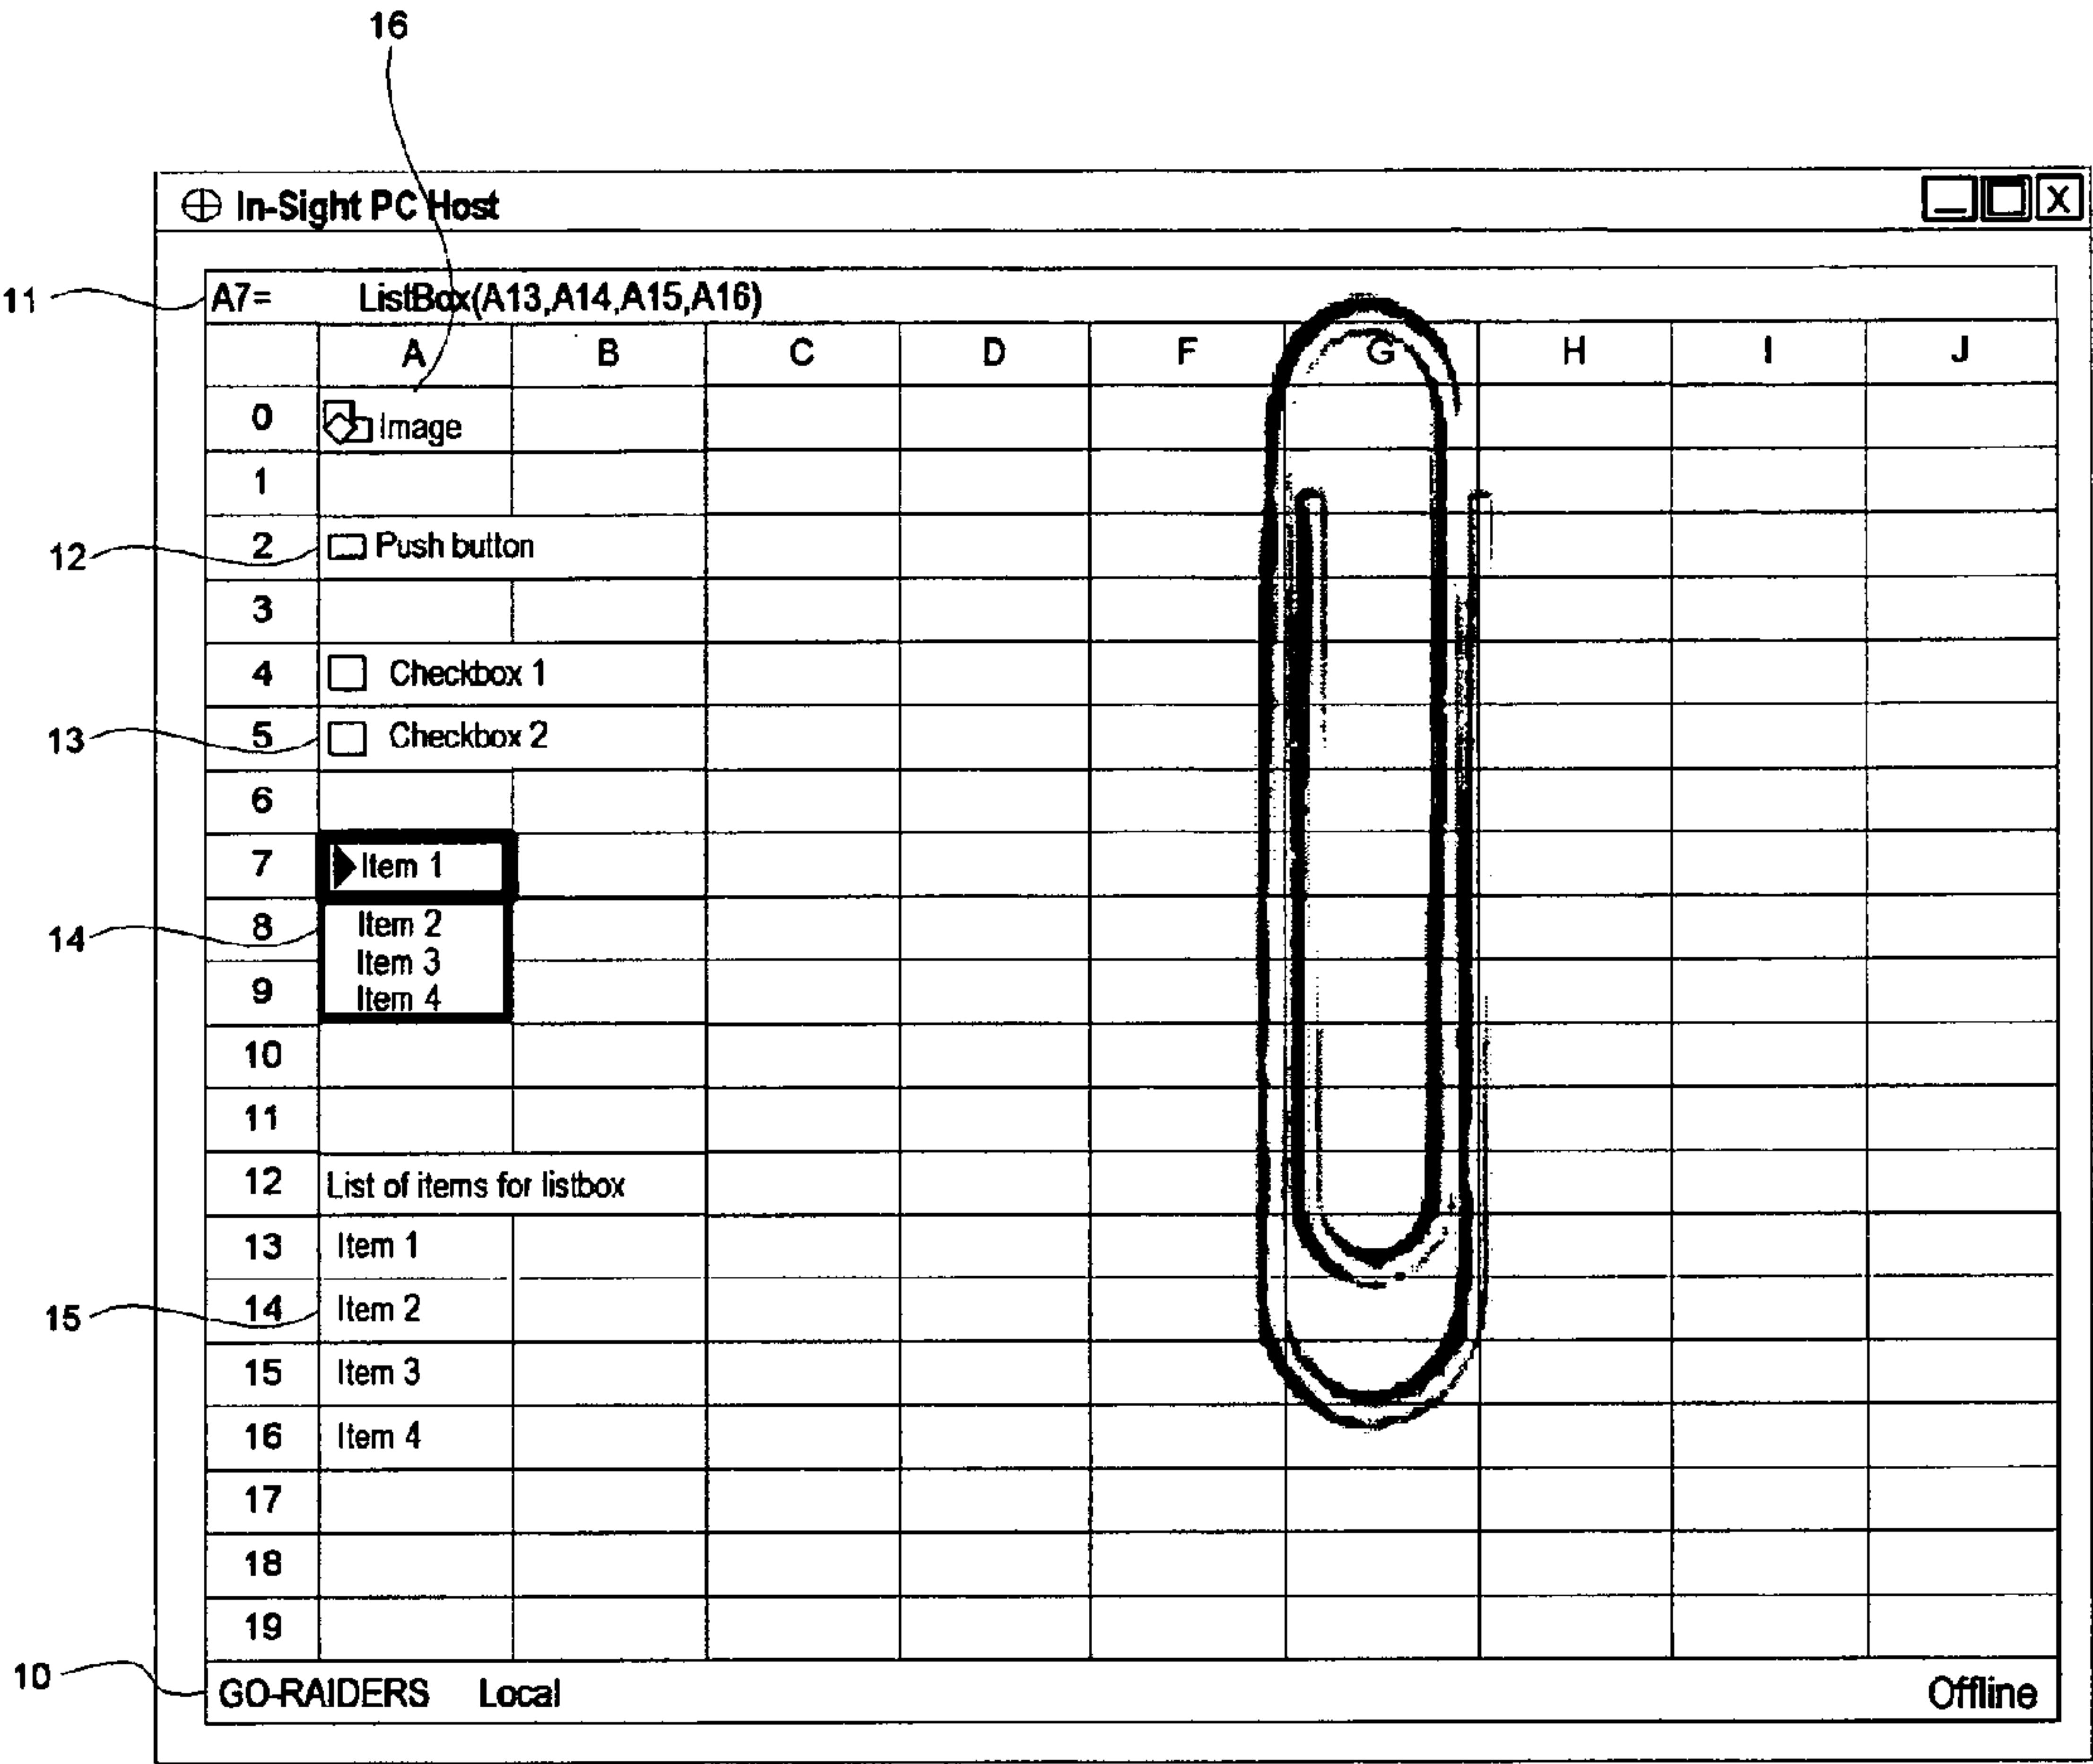 16
In-Sight PC Host
X
11
A7= ListBox(A13,A14,A15,A16)
A B C D F G H I J
0 Image
1
12
2 Push button
3
4 Checkbox 1
13
5 Checkbox 2
6
7 Item 1
14
8 Item 2
Item 3
9 Item 4
10
11
12 List of items for listbox
13 Item 1
15
14 Item 2
15 Item 3
16 Item 4
17
18
19
10
GO-RAIDERS Local Offline